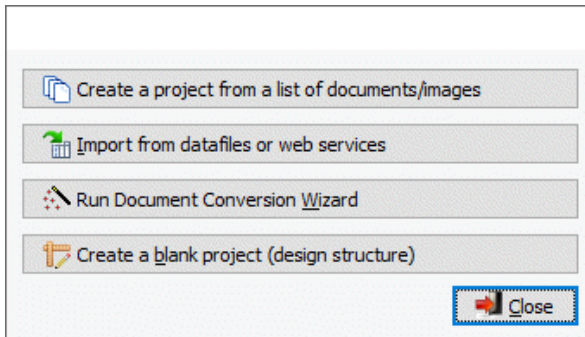 Create a project from a list of documents/images
Import from datafiles or web services
Run Document Conversion Wizard
Create a blank project (design structure)
Close